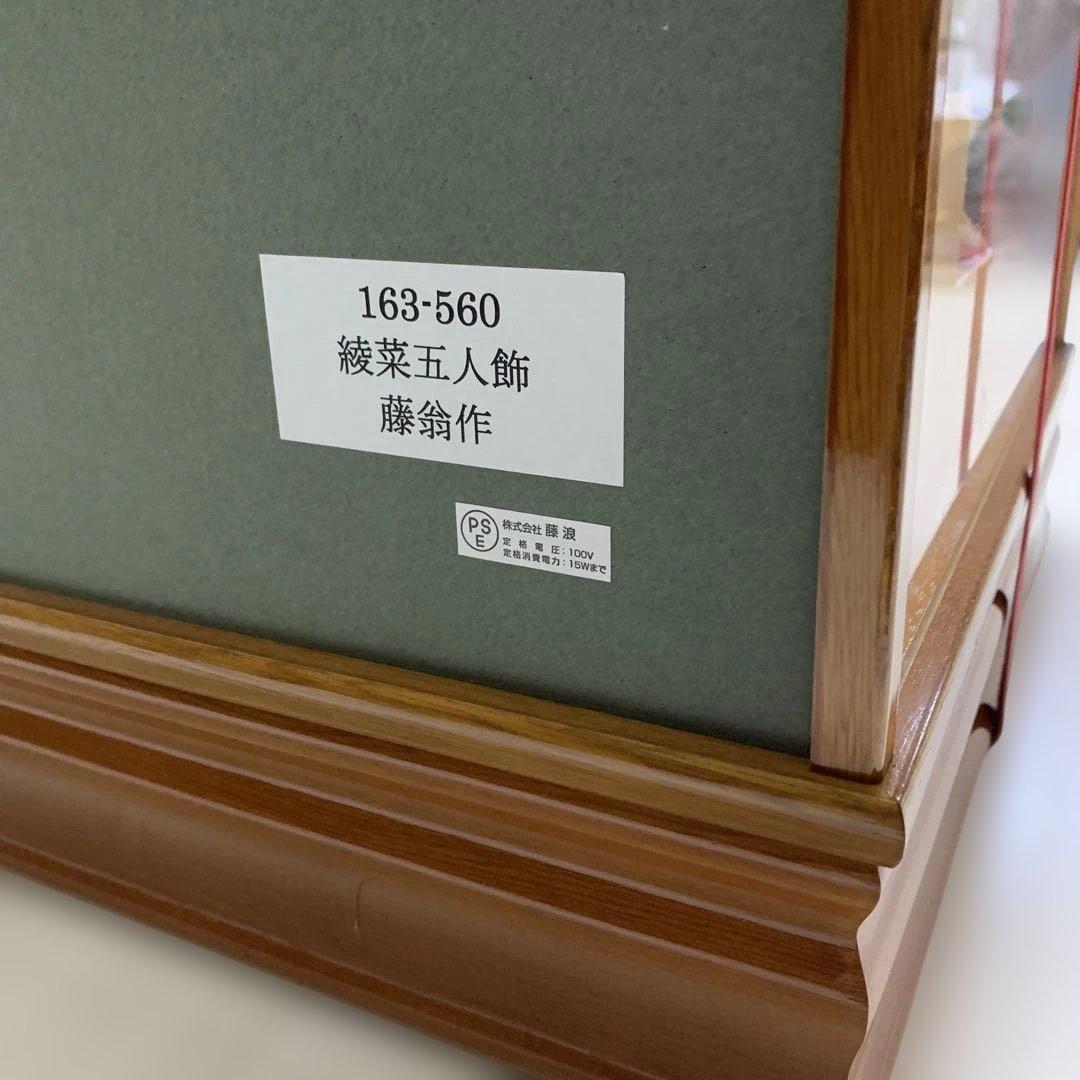 163-560
綾菜五人飾
藤翁作
PS
E
株式会社 藤浪
定格電圧:100V
定格消費電力:15Wまで